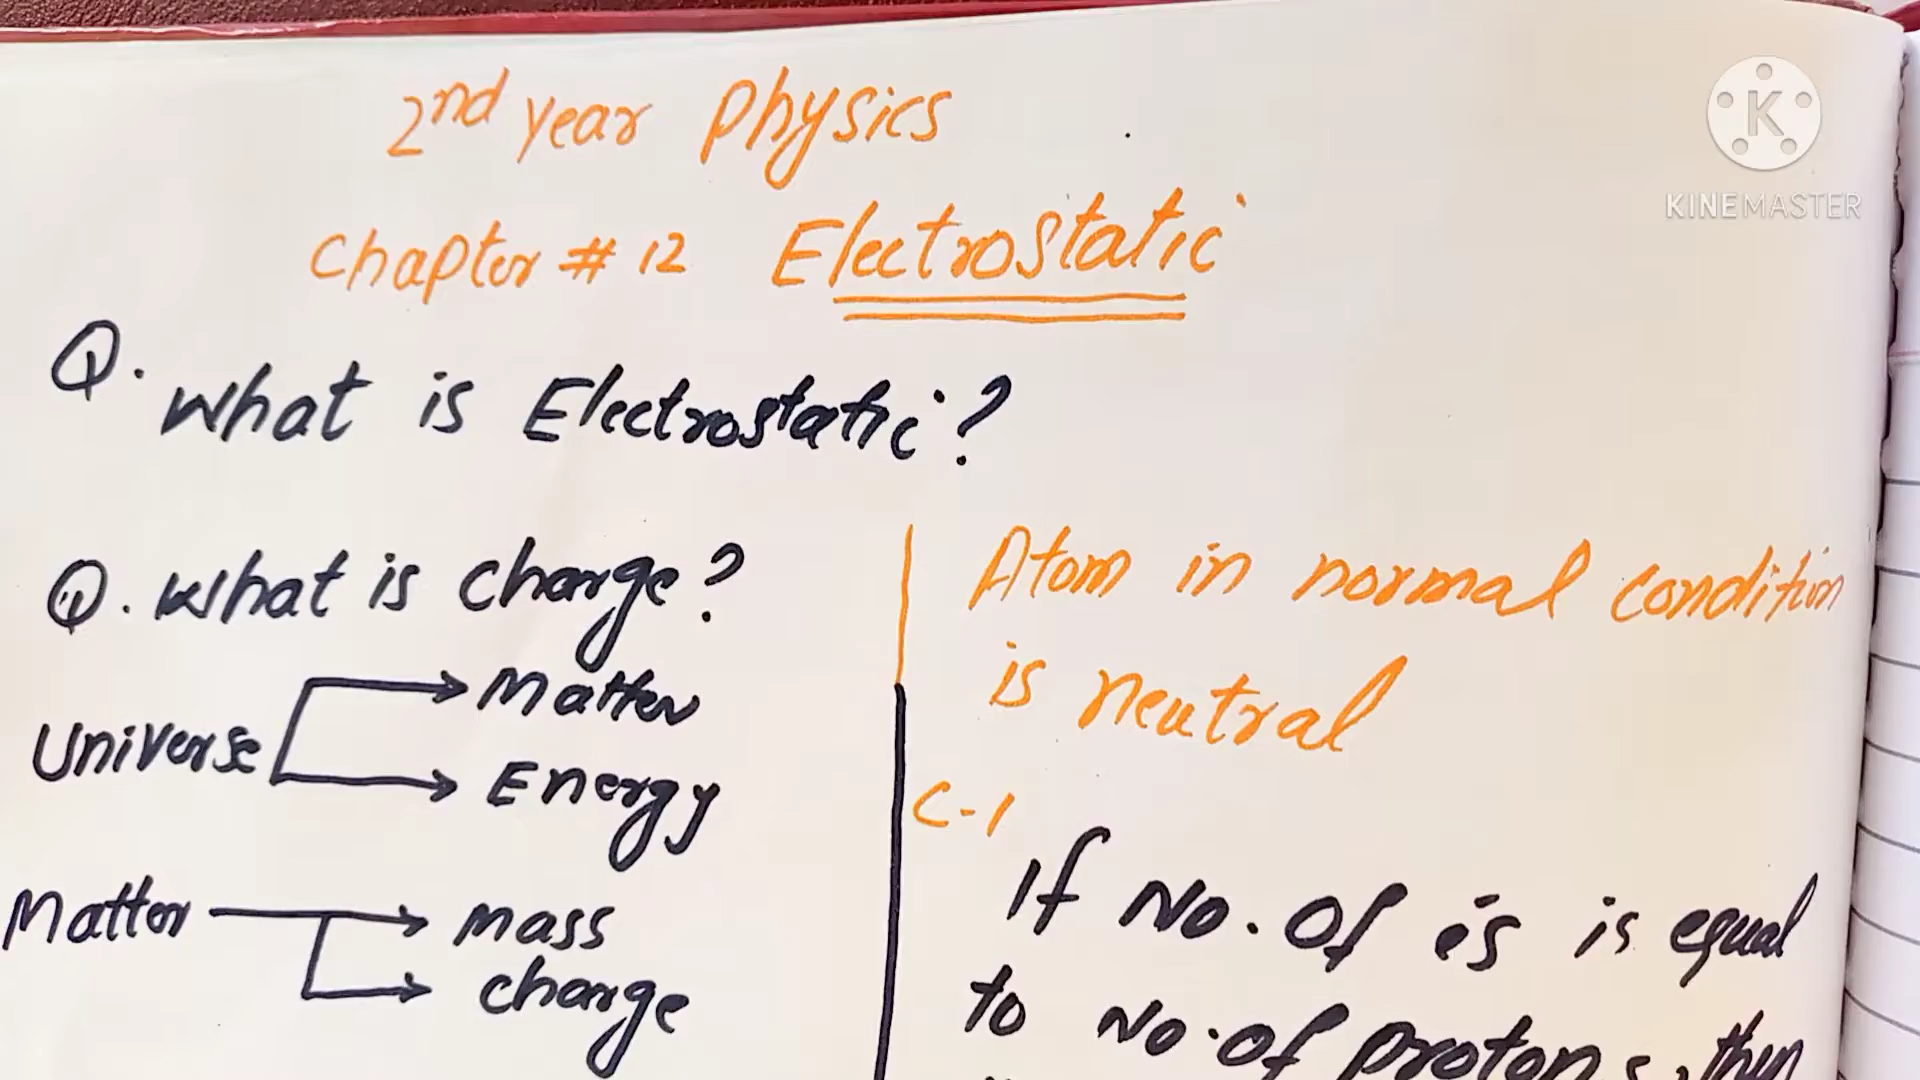 2nd year Physics
Chapter # 12 Electrostatic
Q. What is Electrostatic?
Q. What is charge?
Universe
Matter
Energy
Matter
mass
charge
Atom in normal condition
is neutral
C-1
If No. of e's is equal
to No. of protons, then
K
KINEMASTER